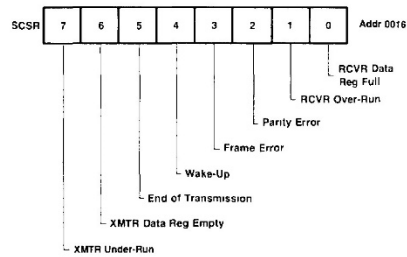 SCSR 7 6 5 4 3 2 1 0 Addr 0016
RCVR Data
Reg Full
RCVR Over-Run
Parity Error
Frame Error
Wake-Up
End of Transmission
XMTR Data Reg Empty
XMTR Under-Run